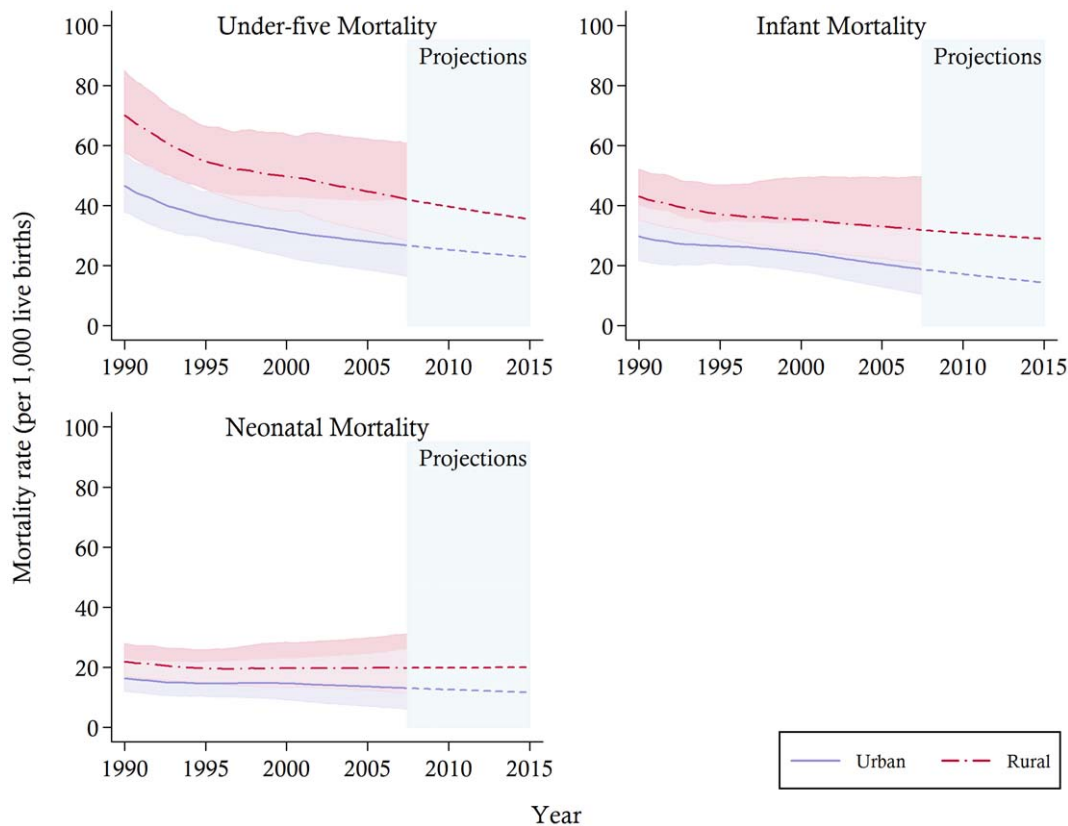 Under-five Mortality
Projections
100
80
60
40
20
0
1990 1995 2000 2005 2010 2015
Infant Mortality
Projections
100
80
60
40
20
0
1990 1995 2000 2005 2010 2015
Neonatal Mortality
Projections
100
80
60
40
20
0
1990 1995 2000 2005 2010 2015
Mortality rate (per 1,000 live births)
Year
Urban Rural